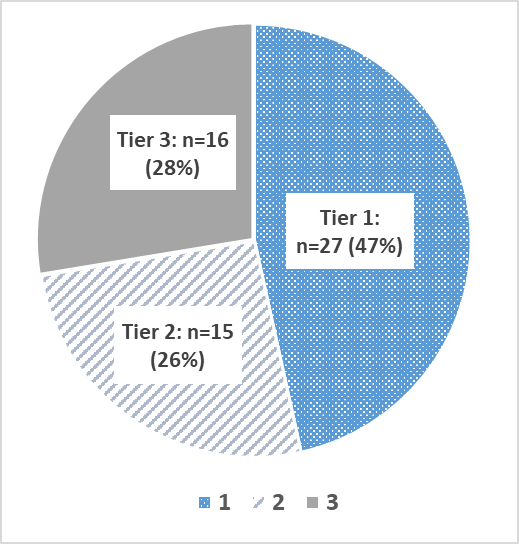 Tier 3: n=16
(28%)
Tier 1:
n=27 (47%)
Tier 2: n=15
(26%)
1 2 3